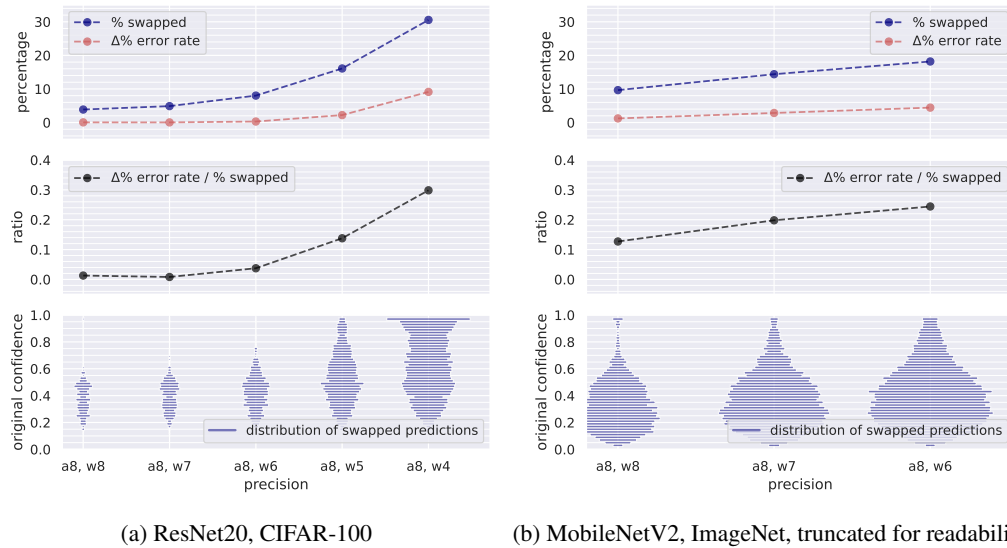 30
20
10
0
percentage
% swapped
Δ% error rate
0.4
0.3
0.2
0.1
0.0
ratio
Δ% error rate / % swapped
1.0
0.8
0.6
0.4
0.2
0.0
original confidence
distribution of swapped predictions
a8, w8
a8, w7
a8, w6
a8, w5
a8, w4
precision
(a) ResNet20, CIFAR-100
30
20
10
0
percentage
% swapped
Δ% error rate
0.4
0.3
0.2
0.1
0.0
ratio
Δ% error rate / % swapped
1.0
0.8
0.6
0.4
0.2
0.0
original confidence
distribution of swapped predictions
a8, w8
a8, w7
a8, w6
precision
(b) MobileNetV2, ImageNet, truncated for